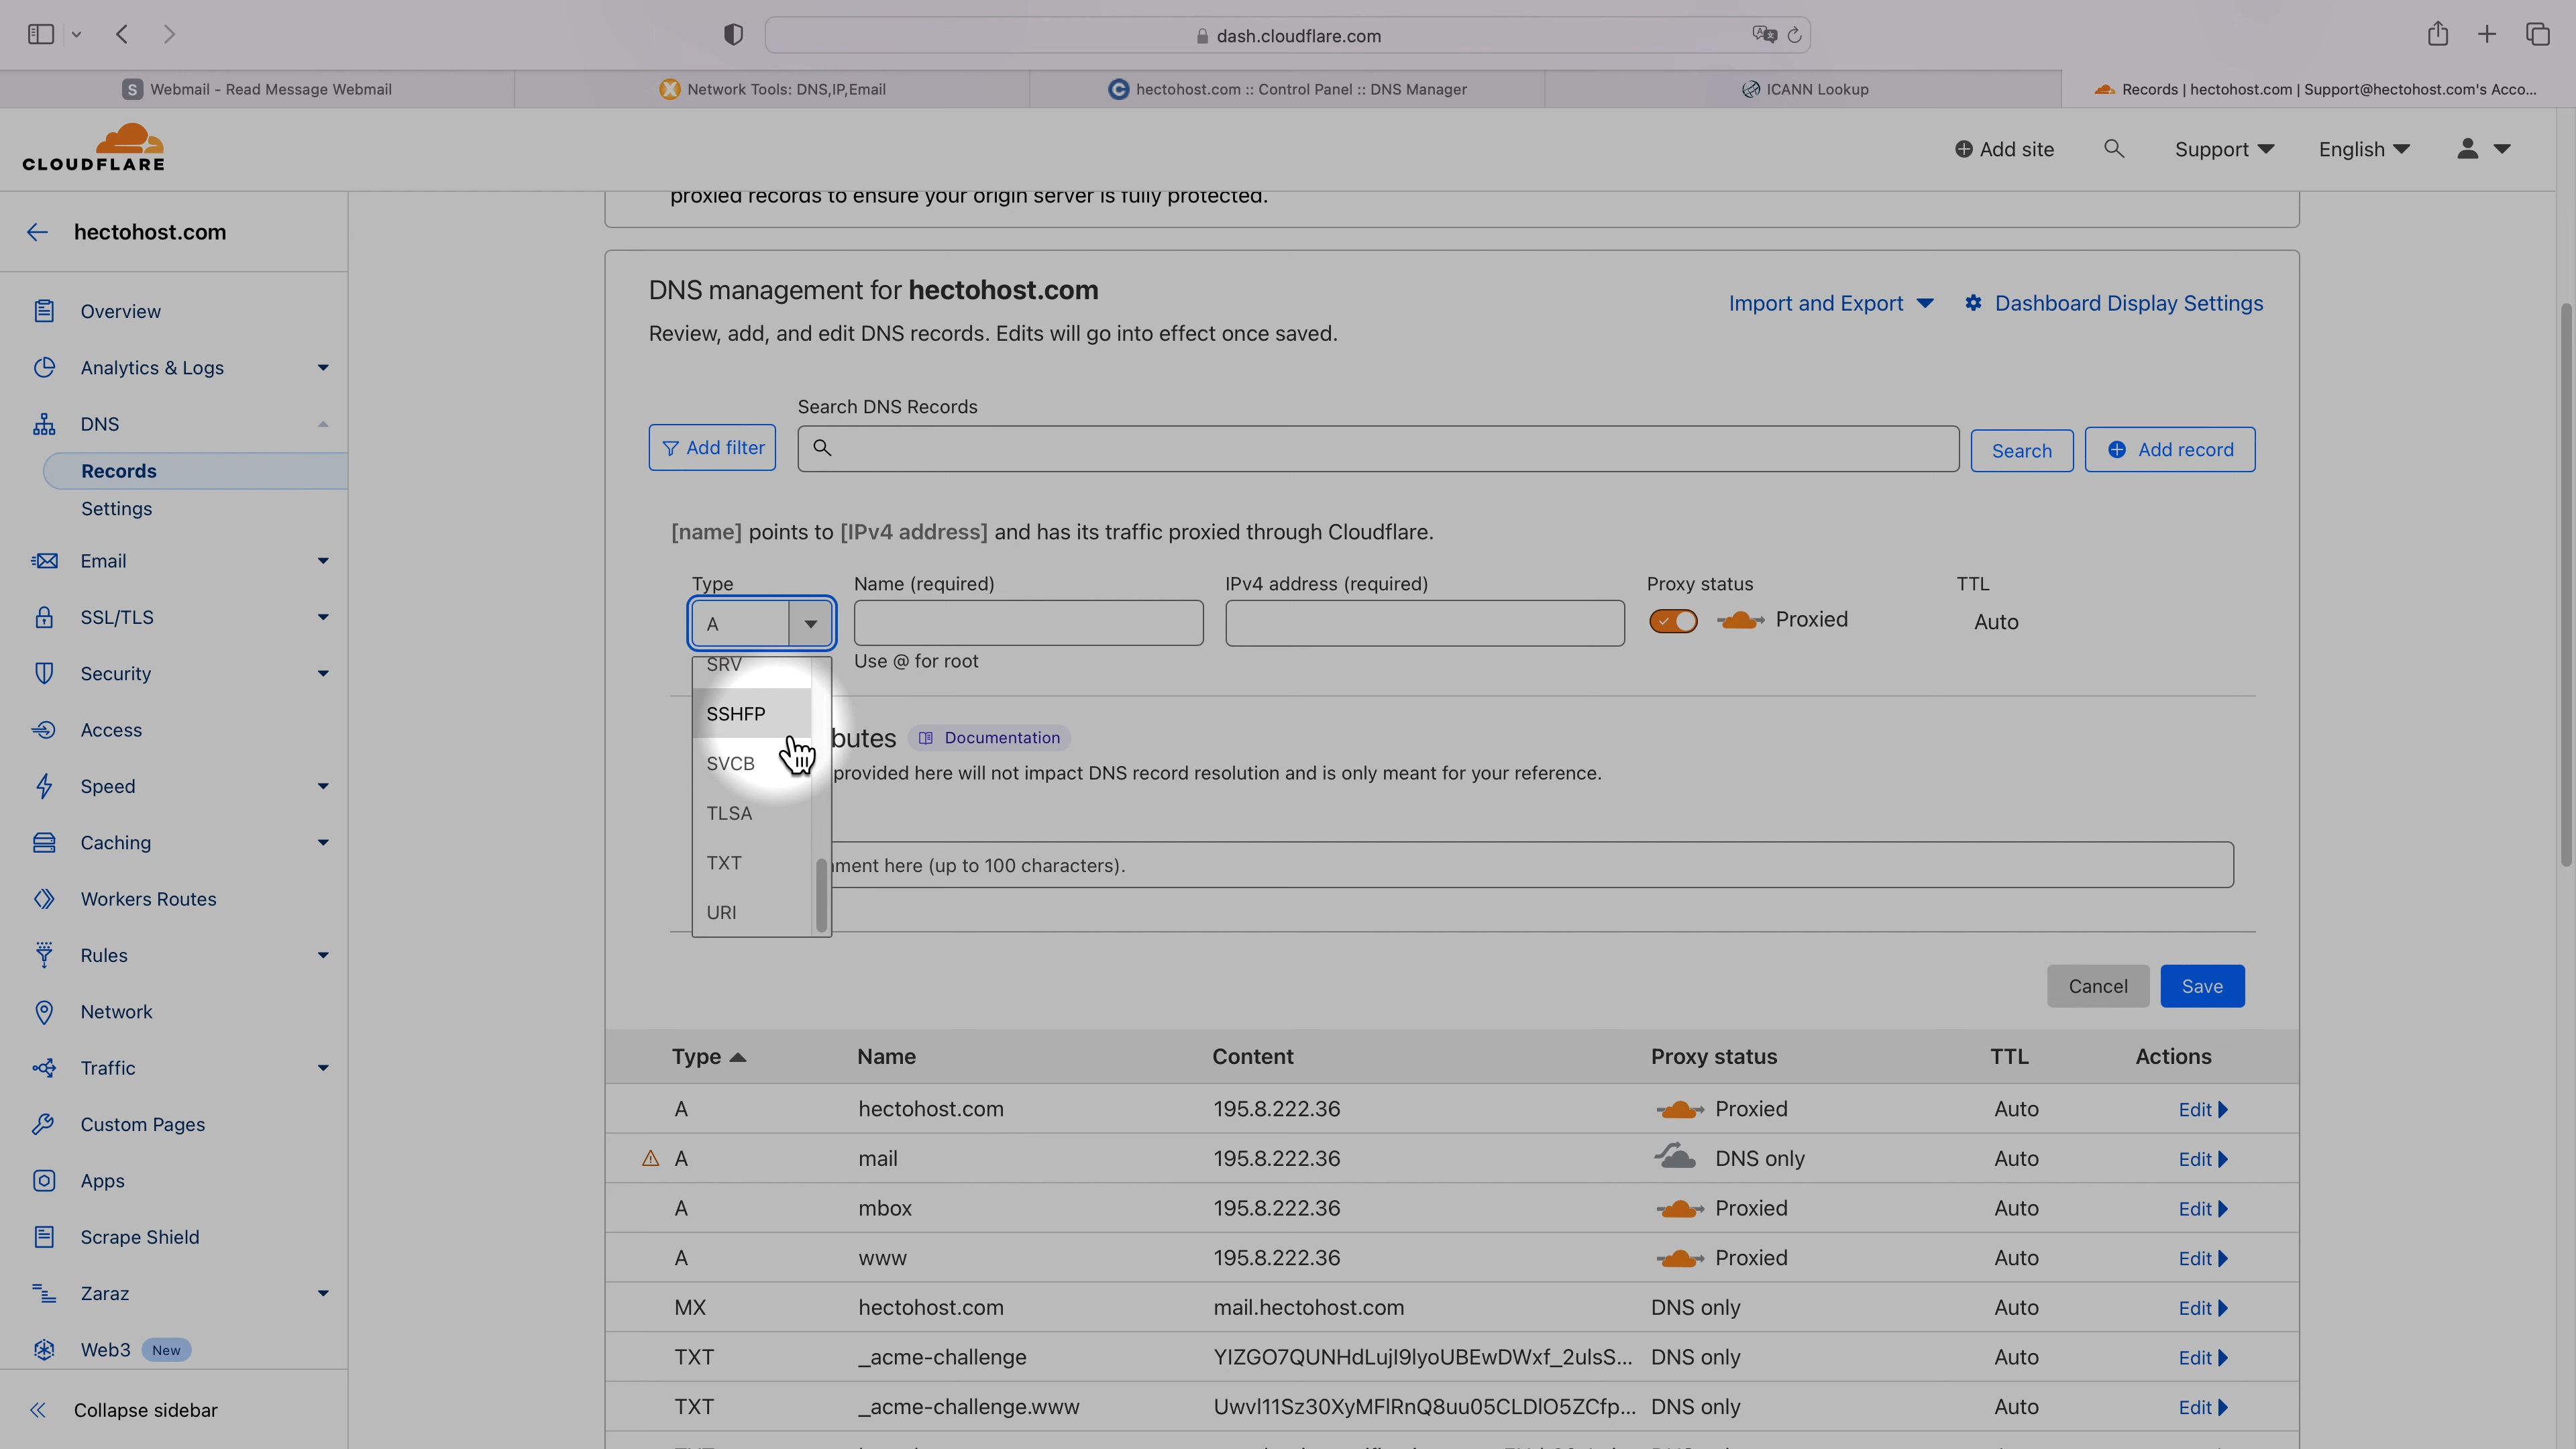 dash.cloudflare.com
S Webmail - Read Message Webmail
Network Tools: DNS,IP,Email
hectohost.com :: Control Panel :: DNS Manager
ICANN Lookup
Records | hectohost.com | Support@hectohost.com's Acco...
CLOUDFLARE
Add site
Support
English
proxied records to ensure your origin server is fully protected.
hectohost.com
Overview
Analytics & Logs
DNS
Records
Settings
Email
SSL/TLS
Security
Access
Speed
Caching
Workers Routes
Rules
Network
Traffic
Custom Pages
Apps
Scrape Shield
Zaraz
Web3 New
Collapse sidebar
DNS management for hectohost.com
Import and Export
Dashboard Display Settings
Review, add, and edit DNS records. Edits will go into effect once saved.
Search DNS Records
Add filter
Search
Add record
[name] points to [IPv4 address] and has its traffic proxied through Cloudflare.
Type Name (required) IPv4 address (required) Proxy status TTL
A Proxied Auto
Use @ for root
SRV
SSHFP
SVCB
TLSA
TXT
URI
butes Documentation
provided here will not impact DNS record resolution and is only meant for your reference.
ment here (up to 100 characters).
Cancel Save
Type Name Content Proxy status TTL Actions
A hectohost.com 195.8.222.36 Proxied Auto Edit
A mail 195.8.222.36 DNS only Auto Edit
A mbox 195.8.222.36 Proxied Auto Edit
A www 195.8.222.36 Proxied Auto Edit
MX hectohost.com mail.hectohost.com DNS only Auto Edit
TXT _acme-challenge YIZGO7QUNHdLujI9lyoUBEwDWxf_2ulsS... DNS only Auto Edit
TXT _acme-challenge.www Uwvl11Sz30XyMFlRnQ8uu05CLDlO5ZCfp... DNS only Auto Edit